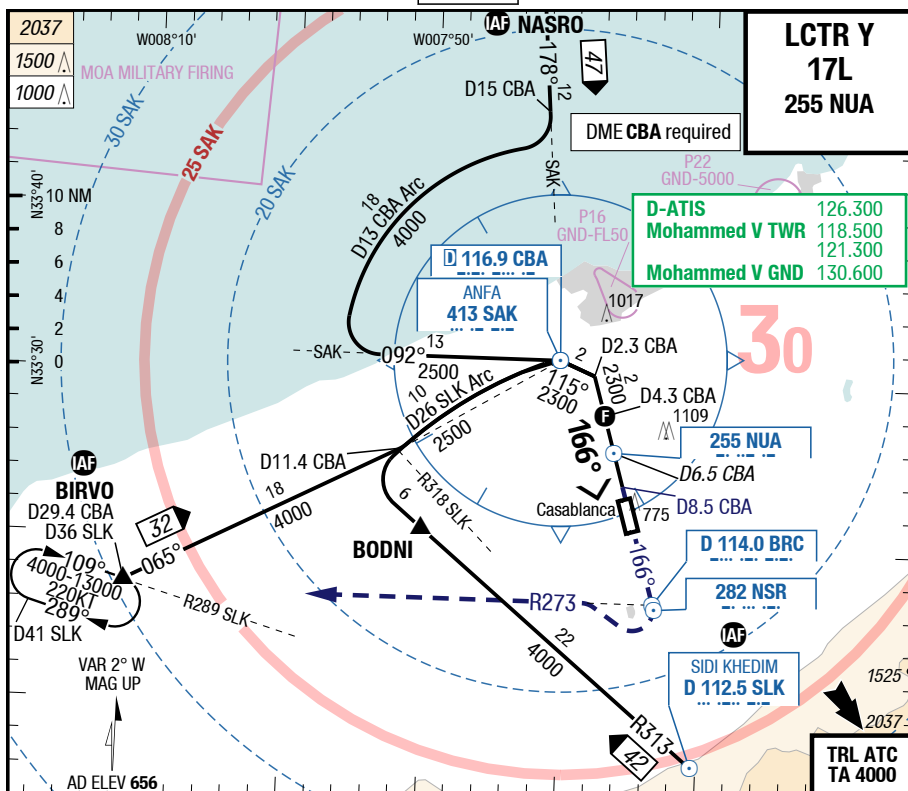 2037
1500
1000
W008°10'
W007°50'
IAF NASRO
LCTR Y
17L
255 NUA
MOA MILITARY FIRING
30 SAK
25 SAK
20 SAK
178°
12
47
D15 CBA
DME CBA required
SAK
P22
GND-5000
P16
GND-FL50
N33°40'
10 NM
8
6
4
2
0
N33°30'
18
D13 CBA Arc
4000
D-ATIS 126.300
Mohammed V TWR 118.500
121.300
Mohammed V GND 130.600
D 116.9 CBA
ANFA
413 SAK
1017
30
SAK
092°
13
2500
2
D2.3 CBA
115°
2300
2
2300
D4.3 CBA
F
1109
10
D26 SLK Arc
2500
166°
255 NUA
D6.5 CBA
D8.5 CBA
D11.4 CBA
IAF
BIRVO
D29.4 CBA
D36 SLK
18
4000
32
065°
6
R318 SLK
BODNI
Casablanca
775
166°
D 114.0 BRC
282 NSR
109°
4000-13000
220KT
289°
D41 SLK
R289 SLK
R273
22
4000
IAF
SIDI KHEDIM
D 112.5 SLK
R313
42
VAR 2° W
MAG UP
AD ELEV 656
1525
2037
TRL ATC
TA 4000